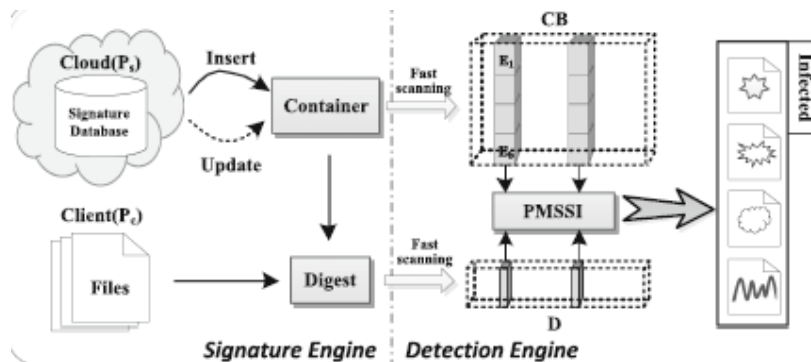 Cloud(Pₛ)
Signature
Database
Insert
Update
Container
Fast
scanning
CB
E₁
E₆
Infected
PMSSI
Client(P꜀)
Files
Digest
Fast
scanning
D
Signature Engine
Detection Engine